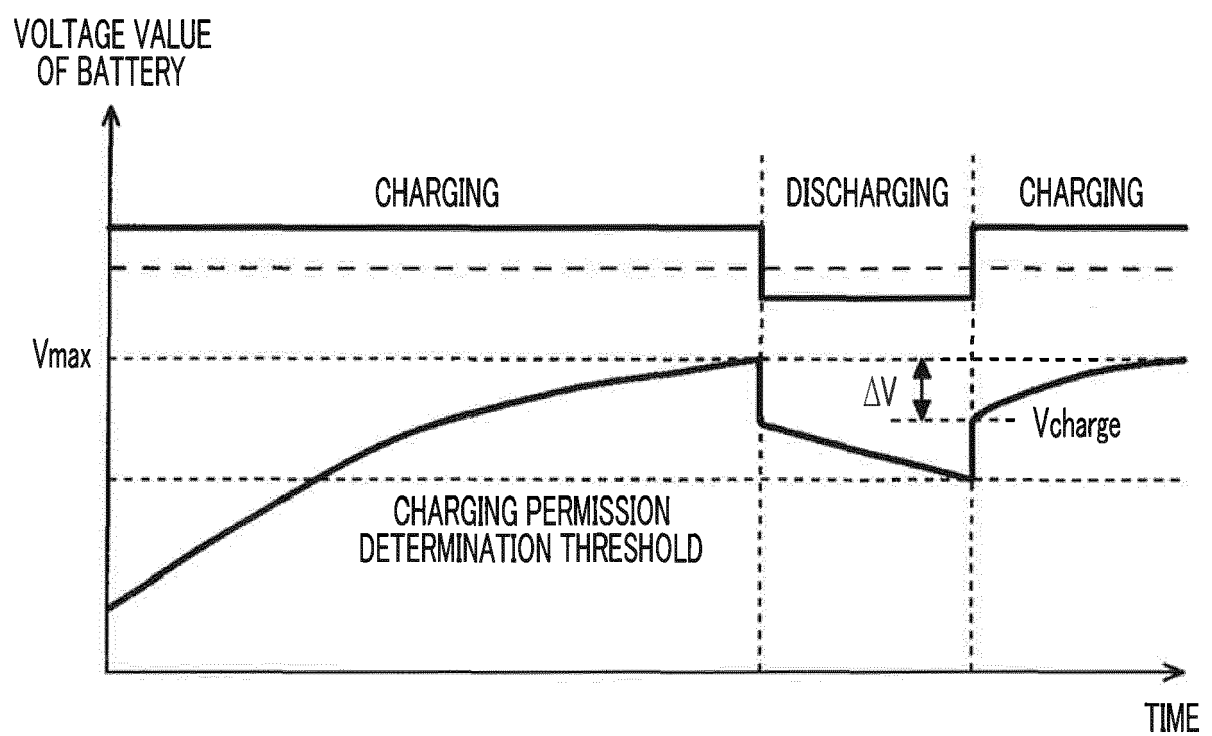 VOLTAGE VALUE
OF BATTERY
CHARGING
DISCHARGING
CHARGING
Vmax
ΔV
Vcharge
CHARGING PERMISSION
DETERMINATION THRESHOLD
TIME